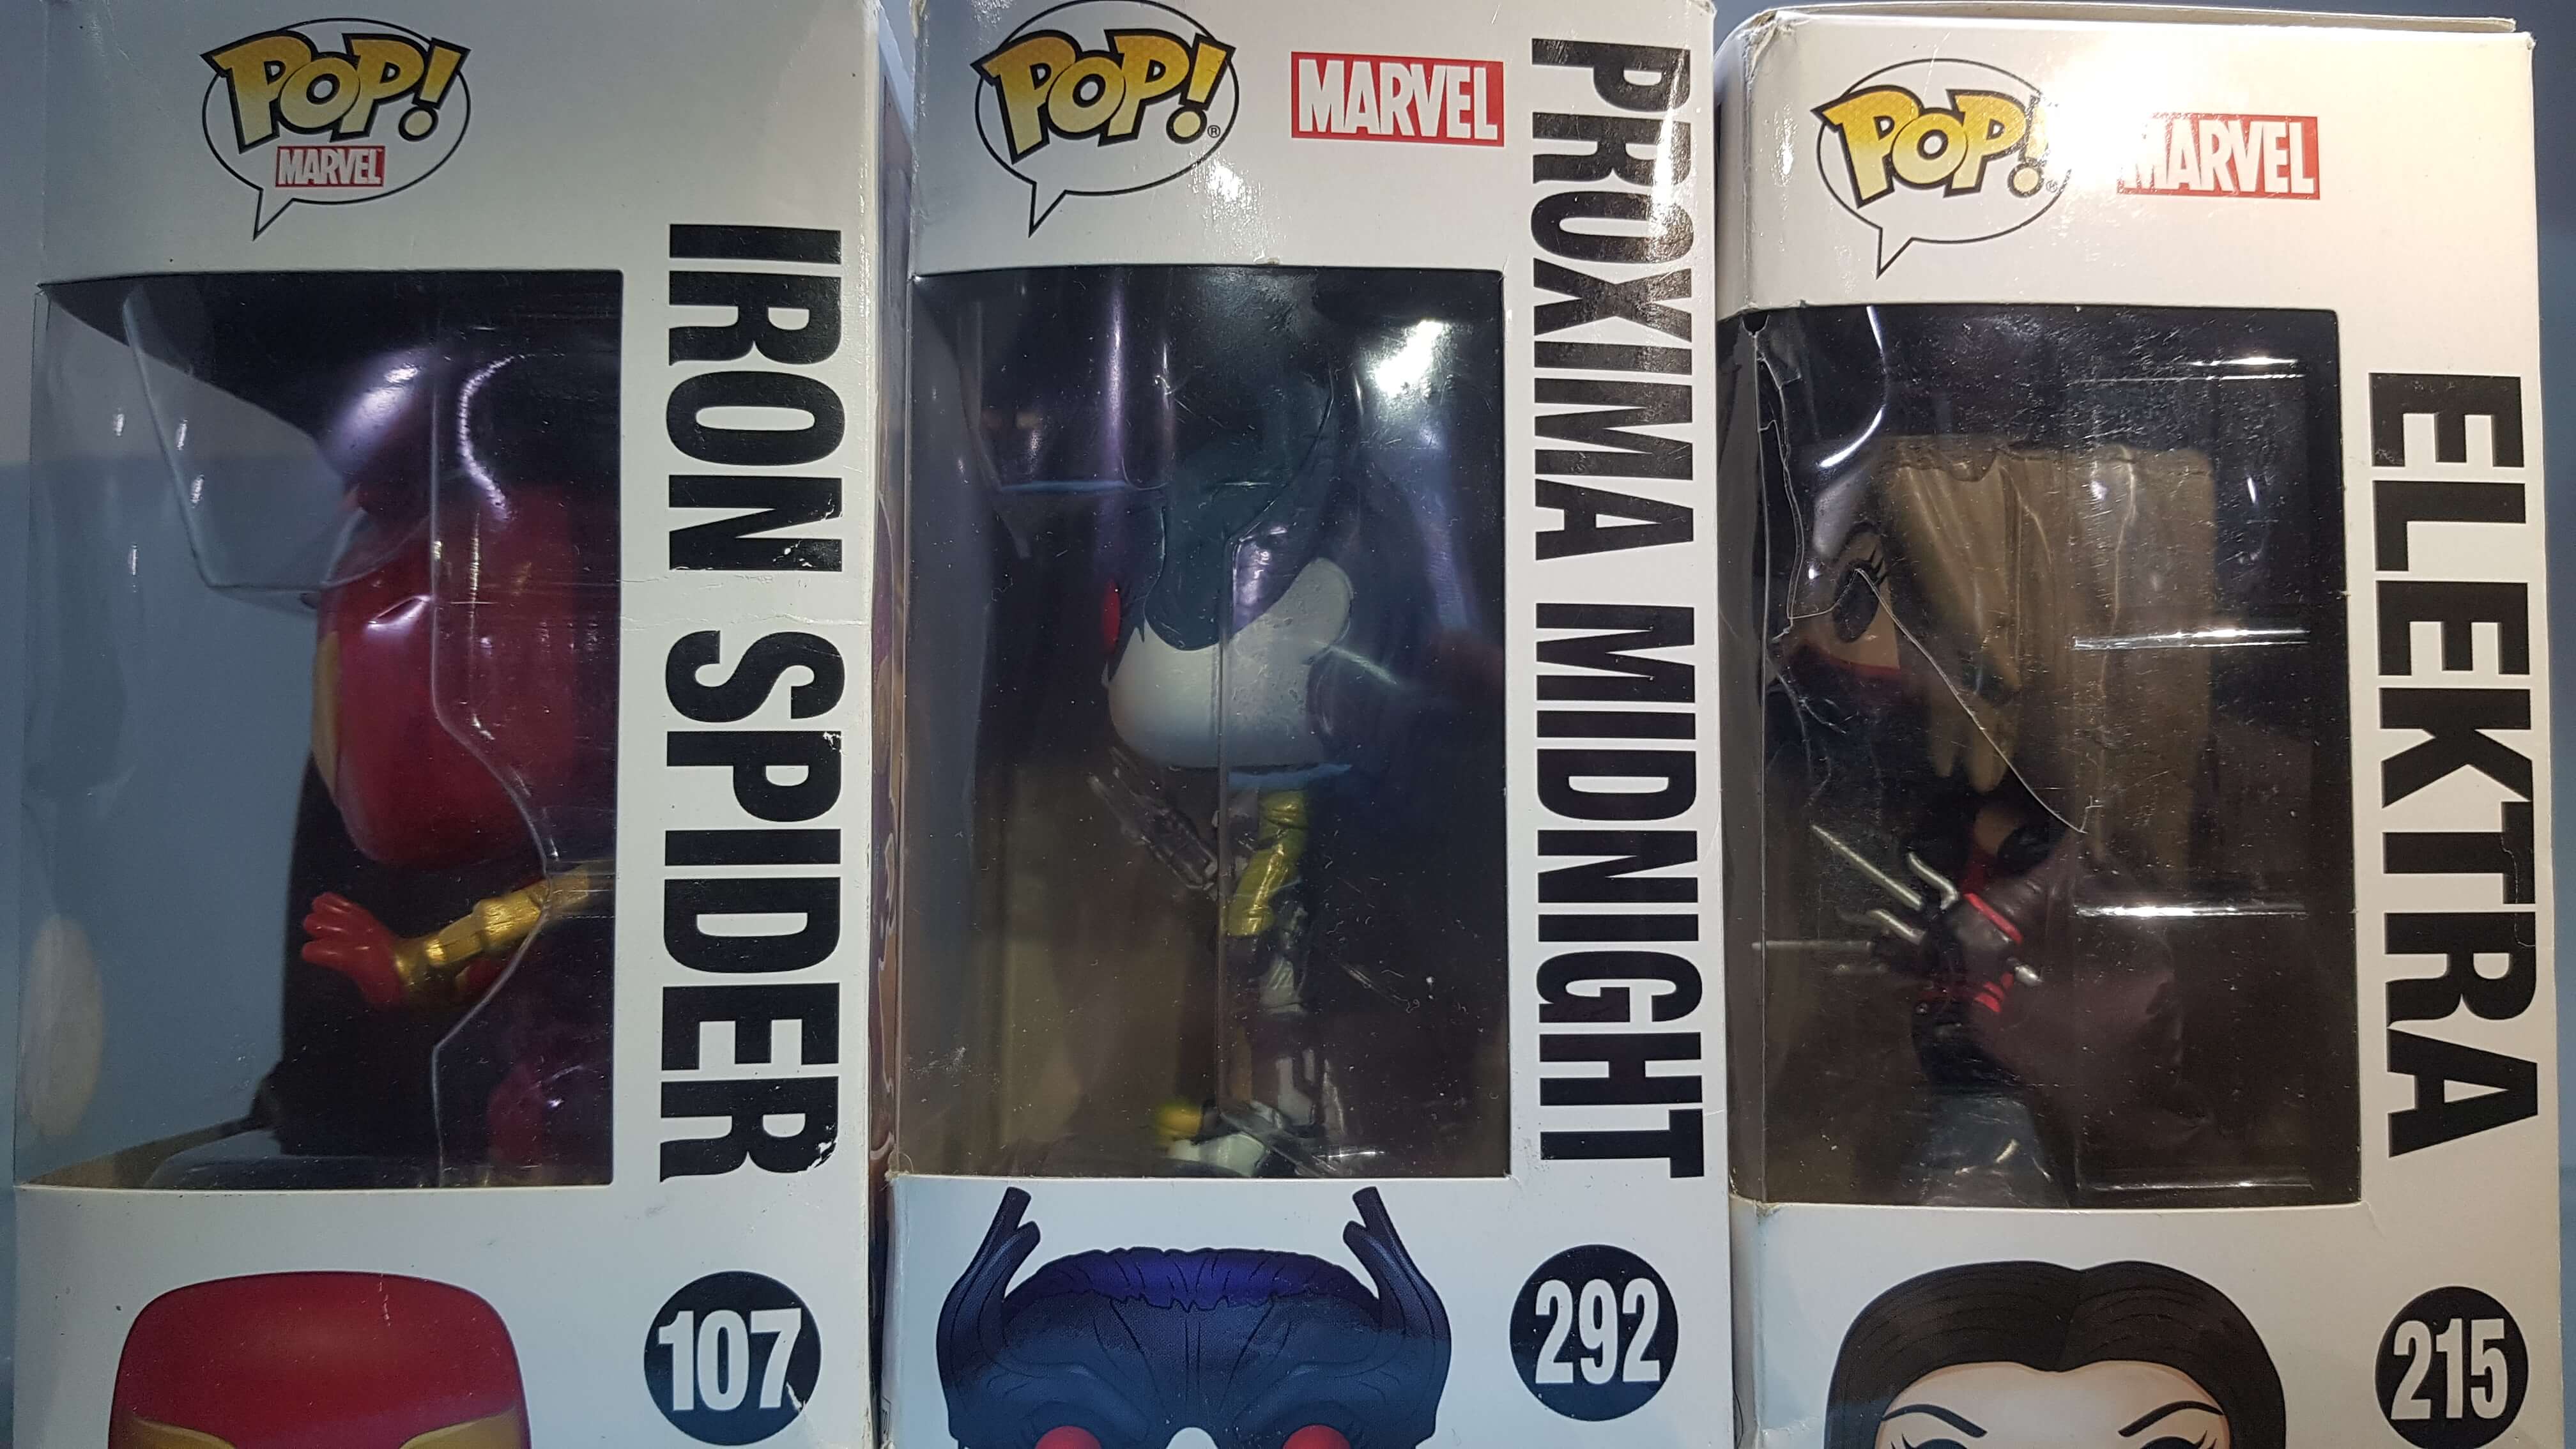 POP!
MARVEL
IRON SPIDER
107
POP!
MARVEL
PROXIMA MIDNIGHT
292
POP!
MARVEL
ELEKTRA
215